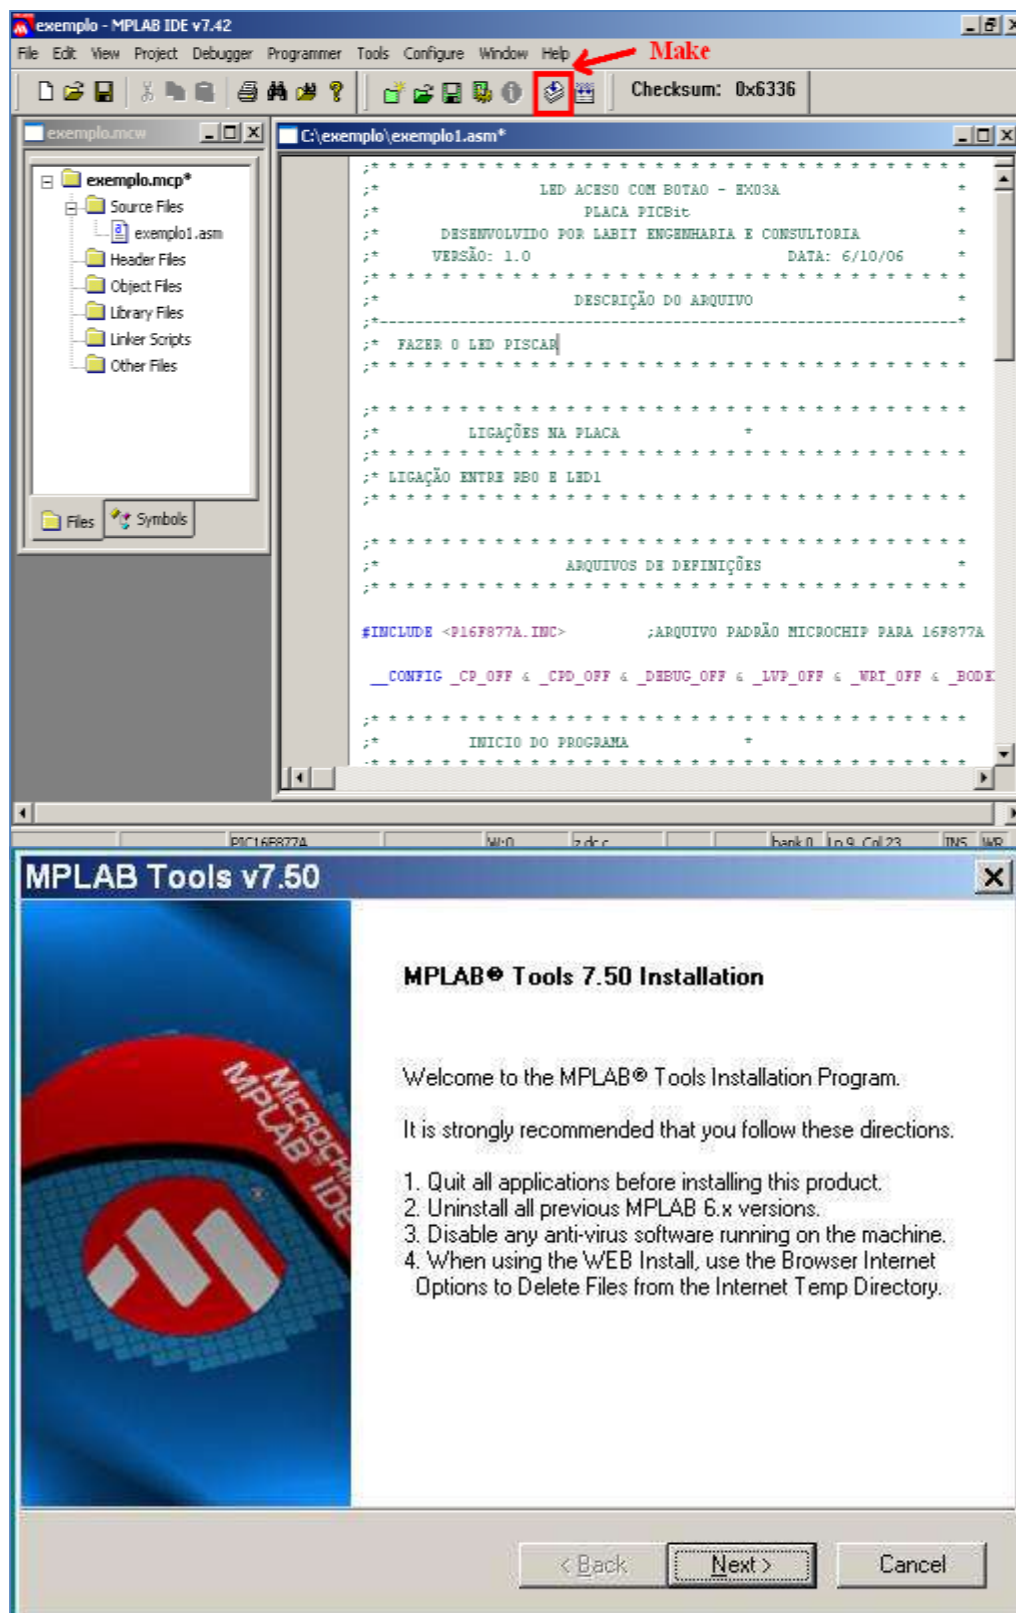 exemplo - MPLAB IDE v7.42
File Edit View Project Debugger Programmer Tools Configure Window Help
Make
Checksum: 0x6336
exemplo.mcw
exemplo.mcp*
Source Files
exemplo1.asm
Header Files
Object Files
Library Files
Linker Scripts
Other Files
Files Symbols
C:\exemplo\exemplo1.asm*
;* * * * * * * * * * * * * * * * * * * * * * * * * * * * * * * * * *
;* LED ACESO COM BOTAO - EX03A *
;* PLACA PICBit *
;* DESENVOLVIDO POR LABIT ENGENHARIA E CONSULTORIA *
;* VERSÃO: 1.0 DATA: 6/10/06 *
;* * * * * * * * * * * * * * * * * * * * * * * * * * * * * * * * * *
;* DESCRIÇÃO DO ARQUIVO *
;*-----------------------------------------------------------------*
;* FAZER O LED PISCAR
;* * * * * * * * * * * * * * * * * * * * * * * * * * * * * * * * * *
;* * * * * * * * * * * * * * * * * * * * * * * * * * * * * * * * * *
;* LIGAÇÕES NA PLACA *
;* * * * * * * * * * * * * * * * * * * * * * * * * * * * * * * * * *
;* LIGAÇÃO ENTRE RB0 E LED1
;* * * * * * * * * * * * * * * * * * * * * * * * * * * * * * * * * *
;* * * * * * * * * * * * * * * * * * * * * * * * * * * * * * * * * *
;* ARQUIVOS DE DEFINIÇÕES *
;* * * * * * * * * * * * * * * * * * * * * * * * * * * * * * * * * *
#INCLUDE <P16F877A.INC> ;ARQUIVO PADRÃO MICROCHIP PARA 16F877A
__CONFIG _CP_OFF & _CPD_OFF & _DEBUG_OFF & _LVP_OFF & _WRT_OFF & _BODE
;* * * * * * * * * * * * * * * * * * * * * * * * * * * * * * * * * *
;* INICIO DO PROGRAMA *
;* * * * * * * * * * * * * * * * * * * * * * * * * * * * * * * * * *
PIC16F877A W:0 z dc c bank 0 Ln 9, Col 23 INS WR
MPLAB Tools v7.50
MICROCHIP
MPLAB® IDE
MPLAB® Tools 7.50 Installation
Welcome to the MPLAB® Tools Installation Program.
It is strongly recommended that you follow these directions.
1. Quit all applications before installing this product.
2. Uninstall all previous MPLAB 6.x versions.
3. Disable any anti-virus software running on the machine.
4. When using the WEB Install, use the Browser Internet
Options to Delete Files from the Internet Temp Directory.
< Back Next > Cancel